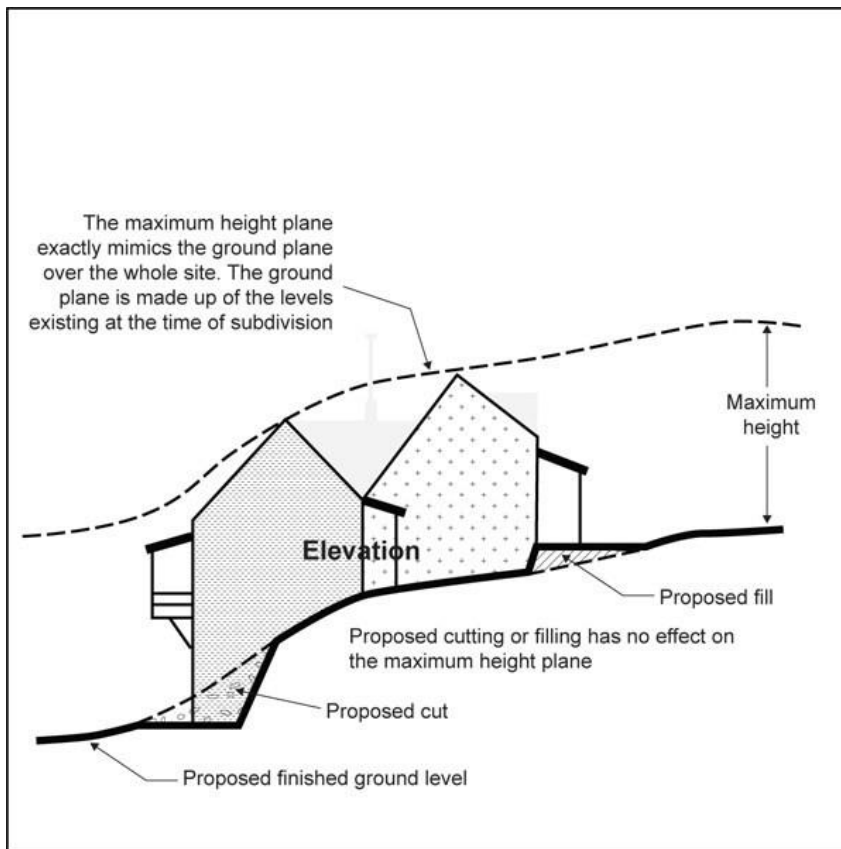 The maximum height plane
exactly mimics the ground plane
over the whole site. The ground
plane is made up of the levels
existing at the time of subdivision
Maximum
height
Elevation
Proposed fill
Proposed cutting or filling has no effect on
the maximum height plane
Proposed cut
Proposed finished ground level